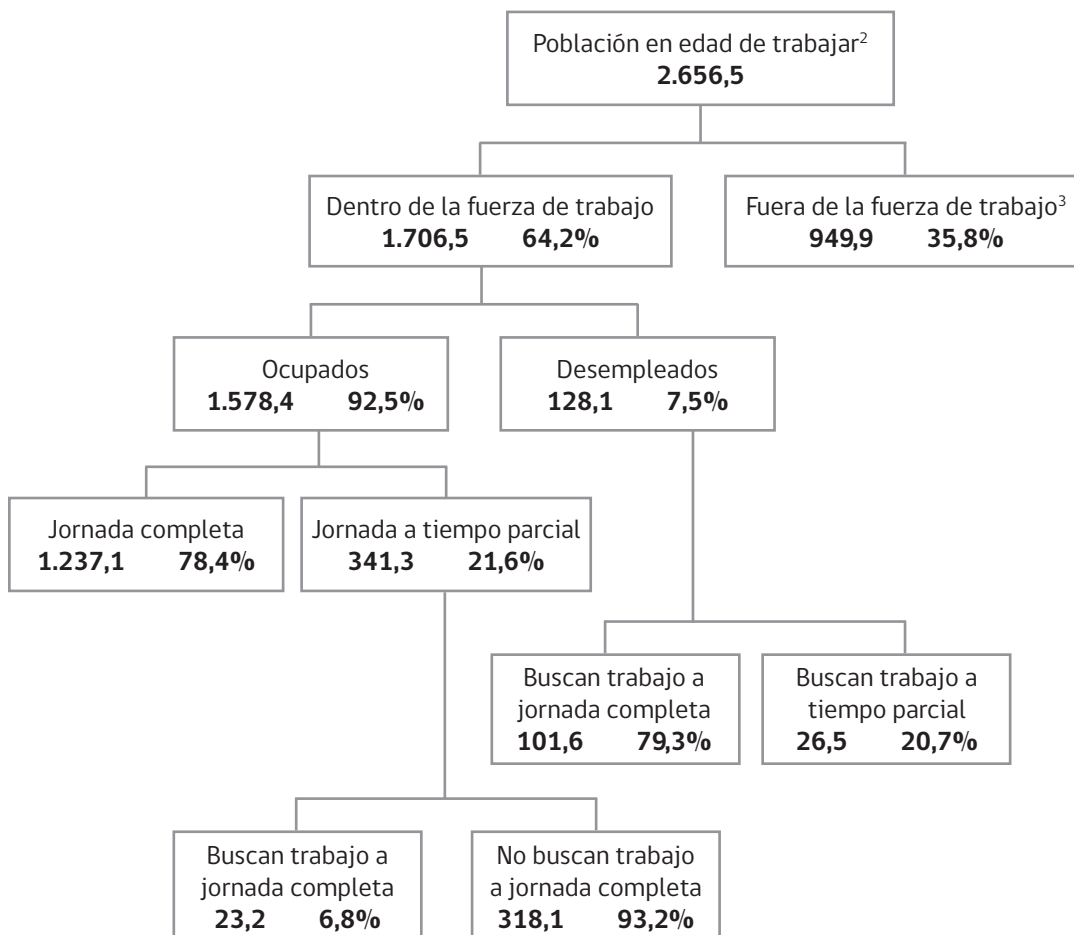 Población en edad de trabajar²
2.656,5
Dentro de la fuerza de trabajo
1.706,5 64,2%
Fuera de la fuerza de trabajo³
949,9 35,8%
Ocupados
1.578,4 92,5%
Desempleados
128,1 7,5%
Jornada completa
1.237,1 78,4%
Jornada a tiempo parcial
341,3 21,6%
Buscan trabajo a
jornada completa
101,6 79,3%
Buscan trabajo a
tiempo parcial
26,5 20,7%
Buscan trabajo a
jornada completa
23,2 6,8%
No buscan trabajo
a jornada completa
318,1 93,2%